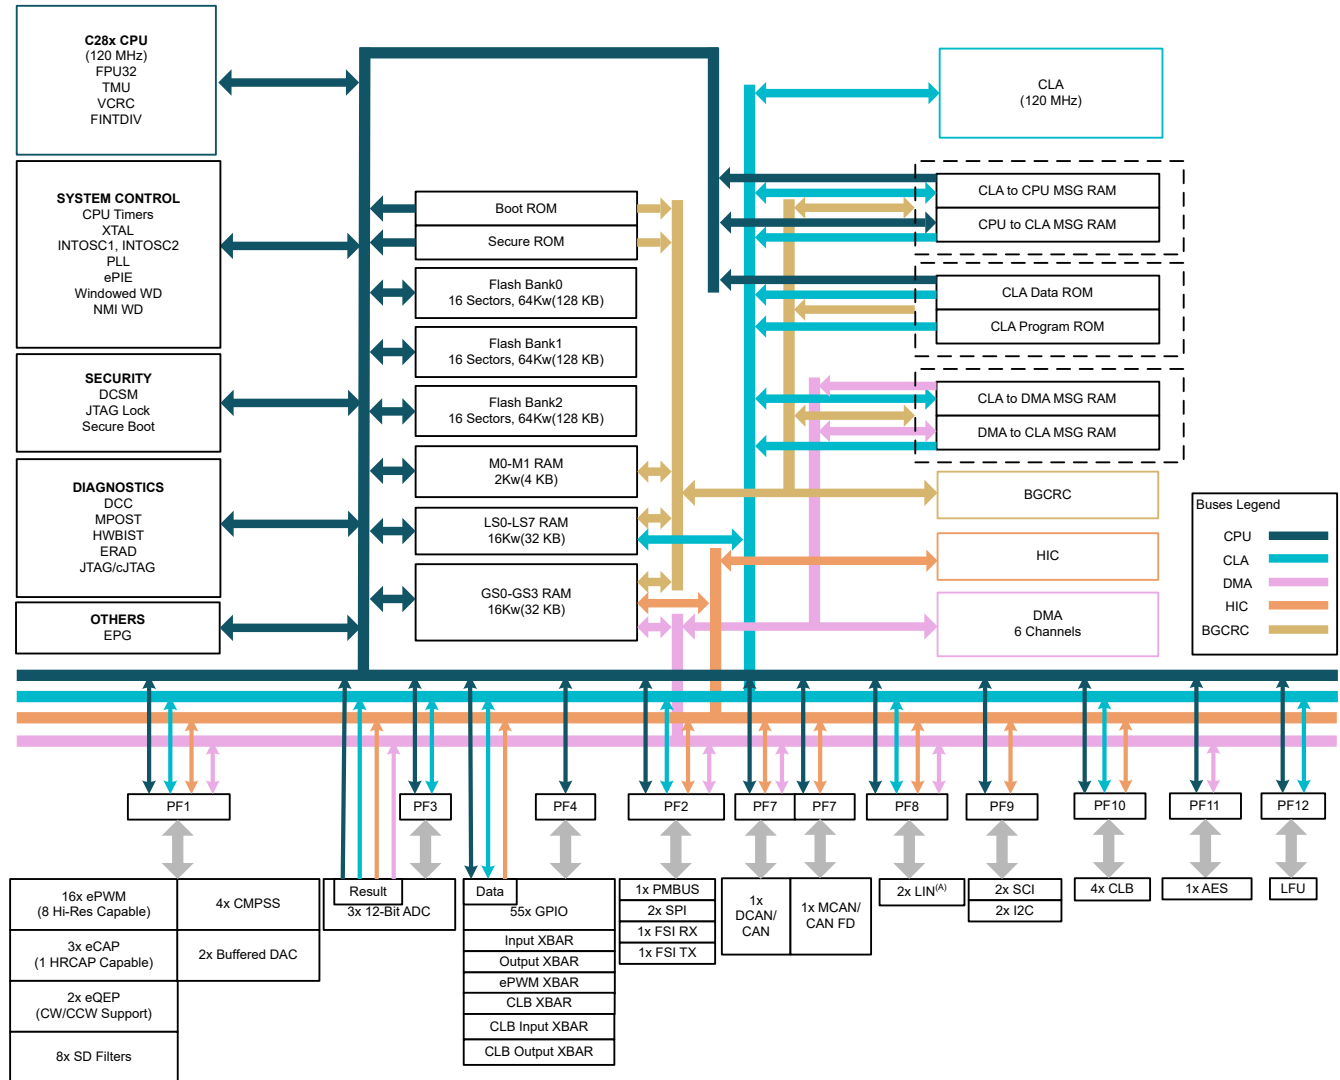 C28x CPU
(120 MHz)
FPU32
TMU
VCRC
FINTDIV
SYSTEM CONTROL
CPU Timers
XTAL
INTOSC1, INTOSC2
PLL
ePIE
Windowed WD
NMI WD
SECURITY
DCSM
JTAG Lock
Secure Boot
DIAGNOSTICS
DCC
MPOST
HWBIST
ERAD
JTAG/cJTAG
OTHERS
EPG
Boot ROM
Secure ROM
Flash Bank0
16 Sectors, 64Kw(128 KB)
Flash Bank1
16 Sectors, 64Kw(128 KB)
Flash Bank2
16 Sectors, 64Kw(128 KB)
M0-M1 RAM
2Kw(4 KB)
LS0-LS7 RAM
16Kw(32 KB)
GS0-GS3 RAM
16Kw(32 KB)
CLA
(120 MHz)
CLA to CPU MSG RAM
CPU to CLA MSG RAM
CLA Data ROM
CLA Program ROM
CLA to DMA MSG RAM
DMA to CLA MSG RAM
BGCRC
HIC
DMA
6 Channels
Buses Legend
CPU
CLA
DMA
HIC
BGCRC
PF1
PF3
PF4
PF2
PF7
PF7
PF8
PF9
PF10
PF11
PF12
16x ePWM
(8 Hi-Res Capable)
3x eCAP
(1 HRCAP Capable)
2x eQEP
(CW/CCW Support)
8x SD Filters
4x CMPSS
2x Buffered DAC
Result
3x 12-Bit ADC
Data
55x GPIO
Input XBAR
Output XBAR
ePWM XBAR
CLB XBAR
CLB Input XBAR
CLB Output XBAR
1x PMBUS
2x SPI
1x FSI RX
1x FSI TX
1x
DCAN/
CAN
1x MCAN/
CAN FD
2x LIN(A)
2x SCI
2x I2C
4x CLB
1x AES
LFU